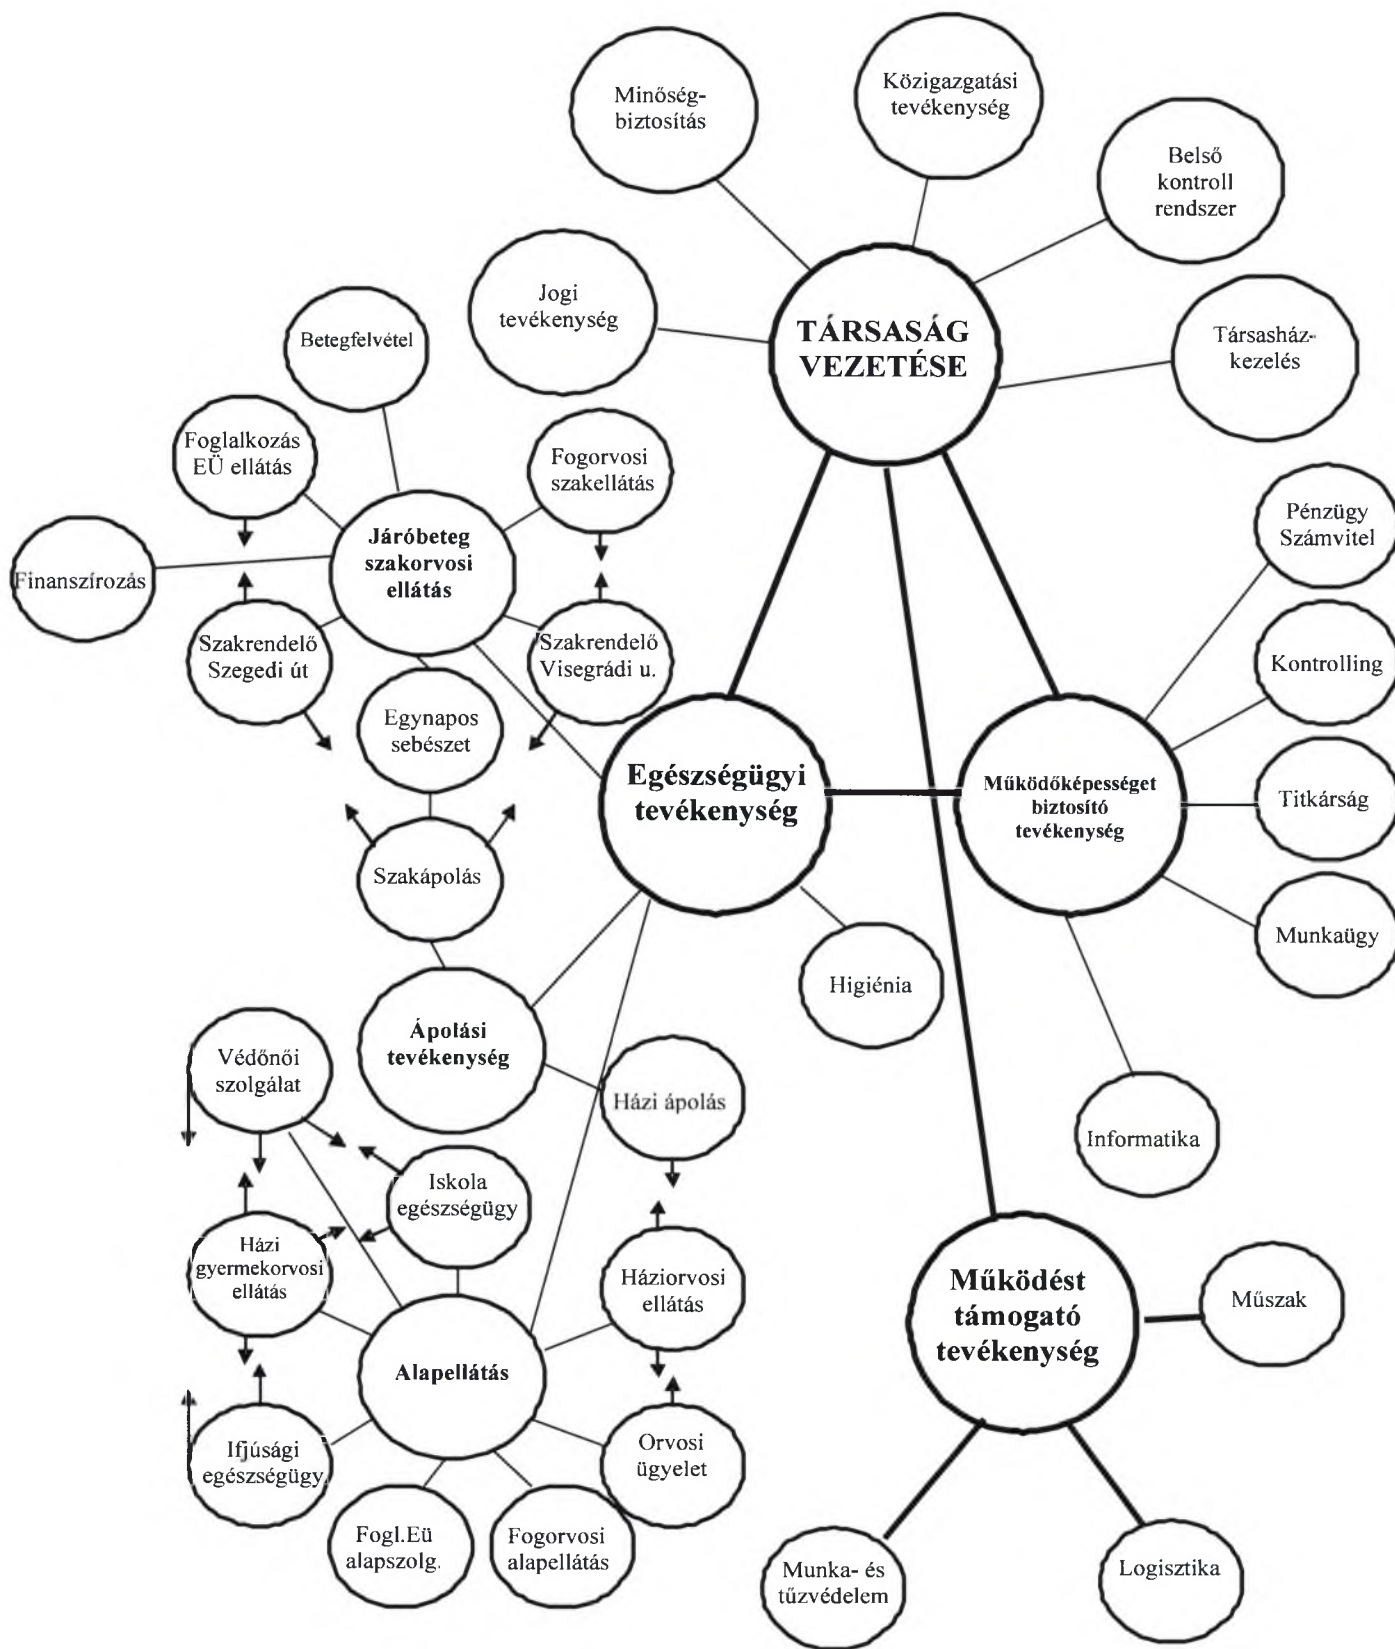 Minőség-
biztosítás
Közigazgatási
tevékenység
Belső
kontroll
rendszer
Jogi
tevékenység
TÁRSASÁG
VEZETÉSE
Társasház-
kezelés
Betegfelvétel
Foglalkozás
EÜ ellátás
Fogorvosi
szakellátás
Járóbeteg
szakorvosi
ellátás
Finanszírozás
Pénzügy
Számvitel
Szakrendelő
Szegedi út
Szakrendelő
Visegrádi u.
Kontrolling
Egynapos
sebészet
Egészségügyi
tevékenység
Működőképességet
biztosító
tevékenység
Titkárság
Szakápolás
Munkaügy
Higiénia
Ápolási
tevékenység
Védőnői
szolgálat
Házi ápolás
Informatika
Iskola
egészségügy
Házi
gyermekorvosi
ellátás
Háziorvosi
ellátás
Működést
támogató
tevékenység
Műszak
Alapellátás
Ifjúsági
egészségügy
Orvosi
ügyelet
Fogl.Eü
alapszolg.
Fogorvosi
alapellátás
Munka- és
tűzvédelem
Logisztika